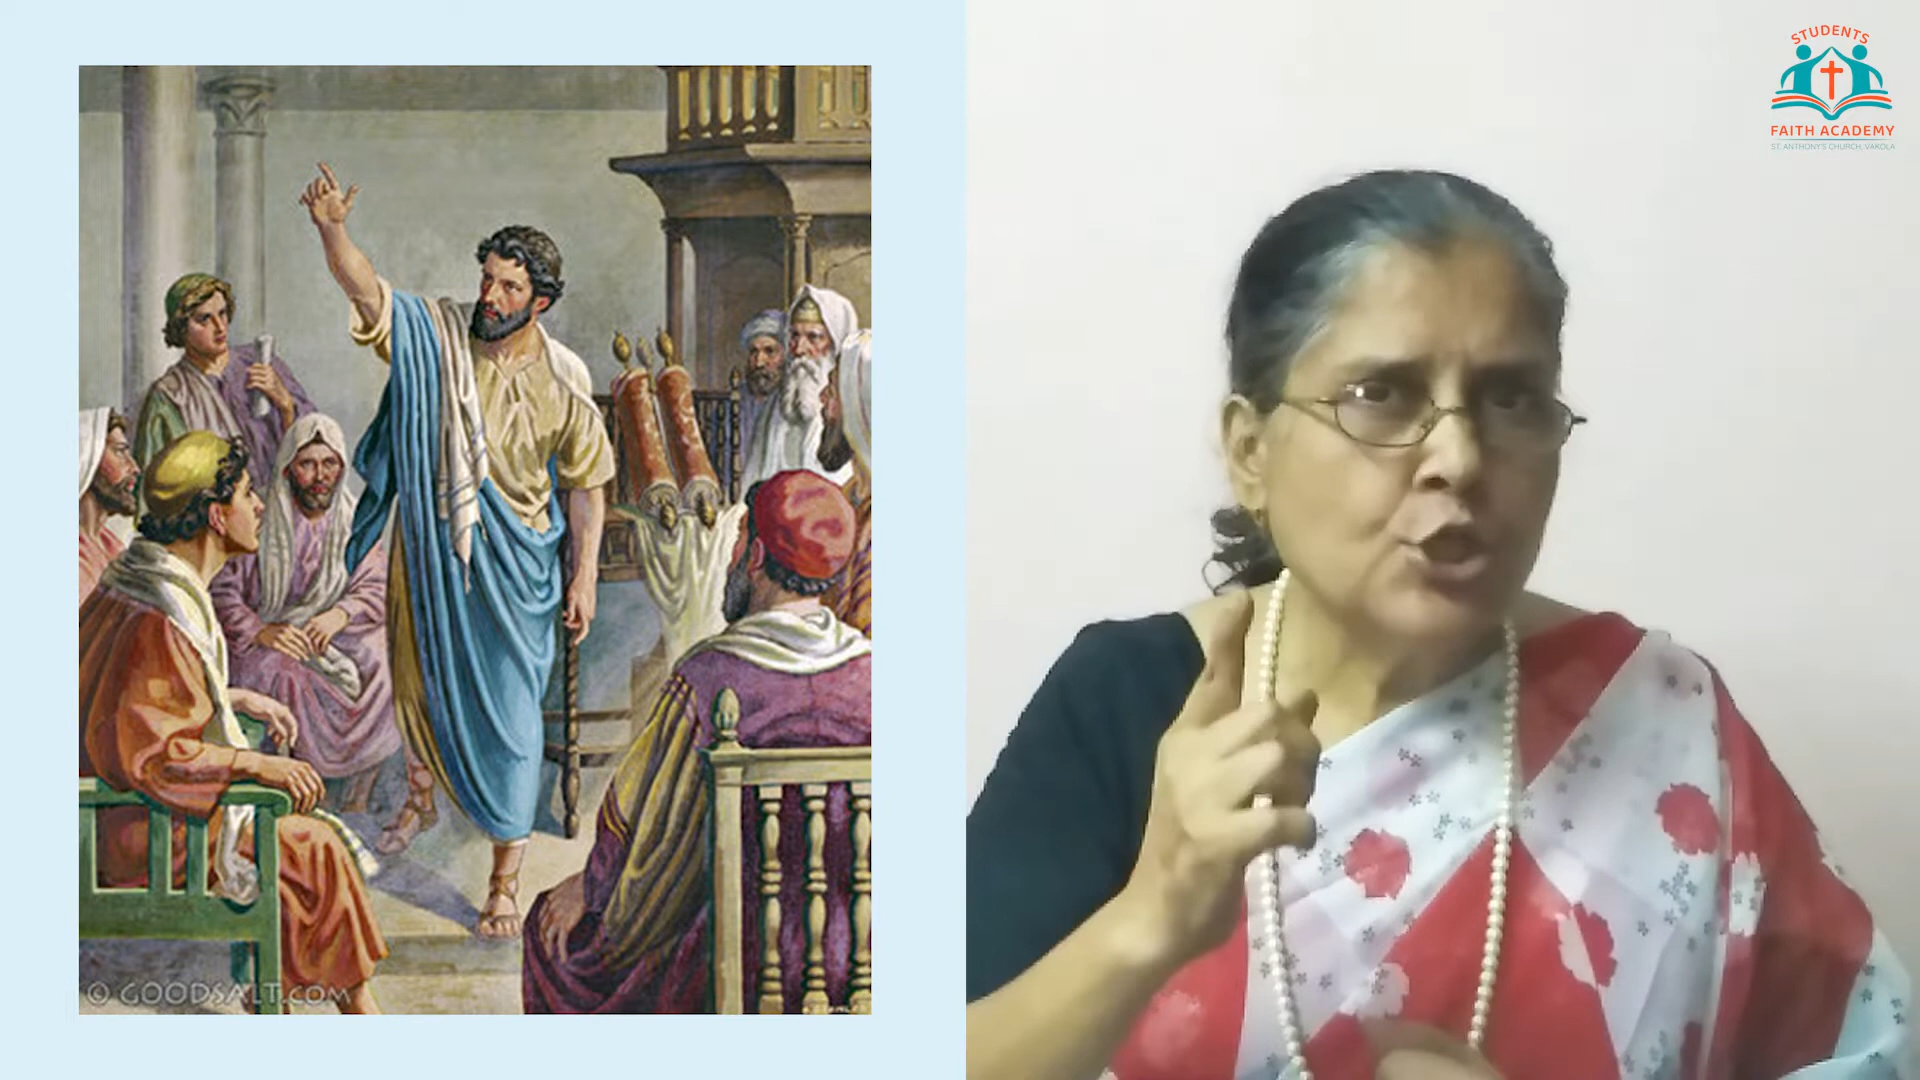 STUDENTS
FAITH ACADEMY
ST. ANTHONY'S CHURCH, VAKOLA
© GOODSALT.COM